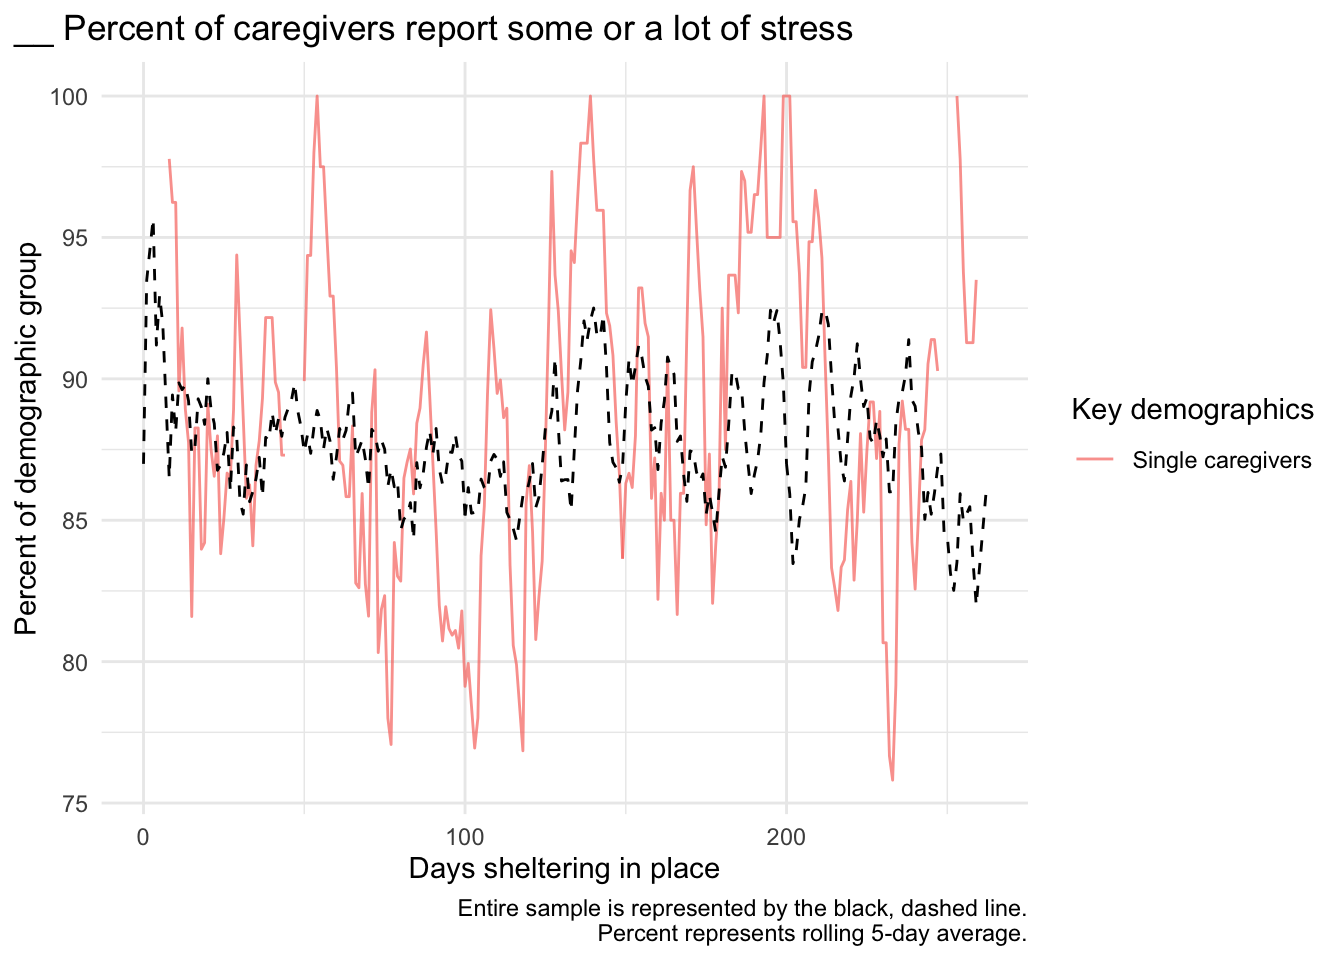 __ Percent of caregivers report some or a lot of stress
Percent of demographic group
100
95
90
85
80
75
0
100
200
Days sheltering in place
Key demographics
Single caregivers
Entire sample is represented by the black, dashed line.
Percent represents rolling 5-day average.